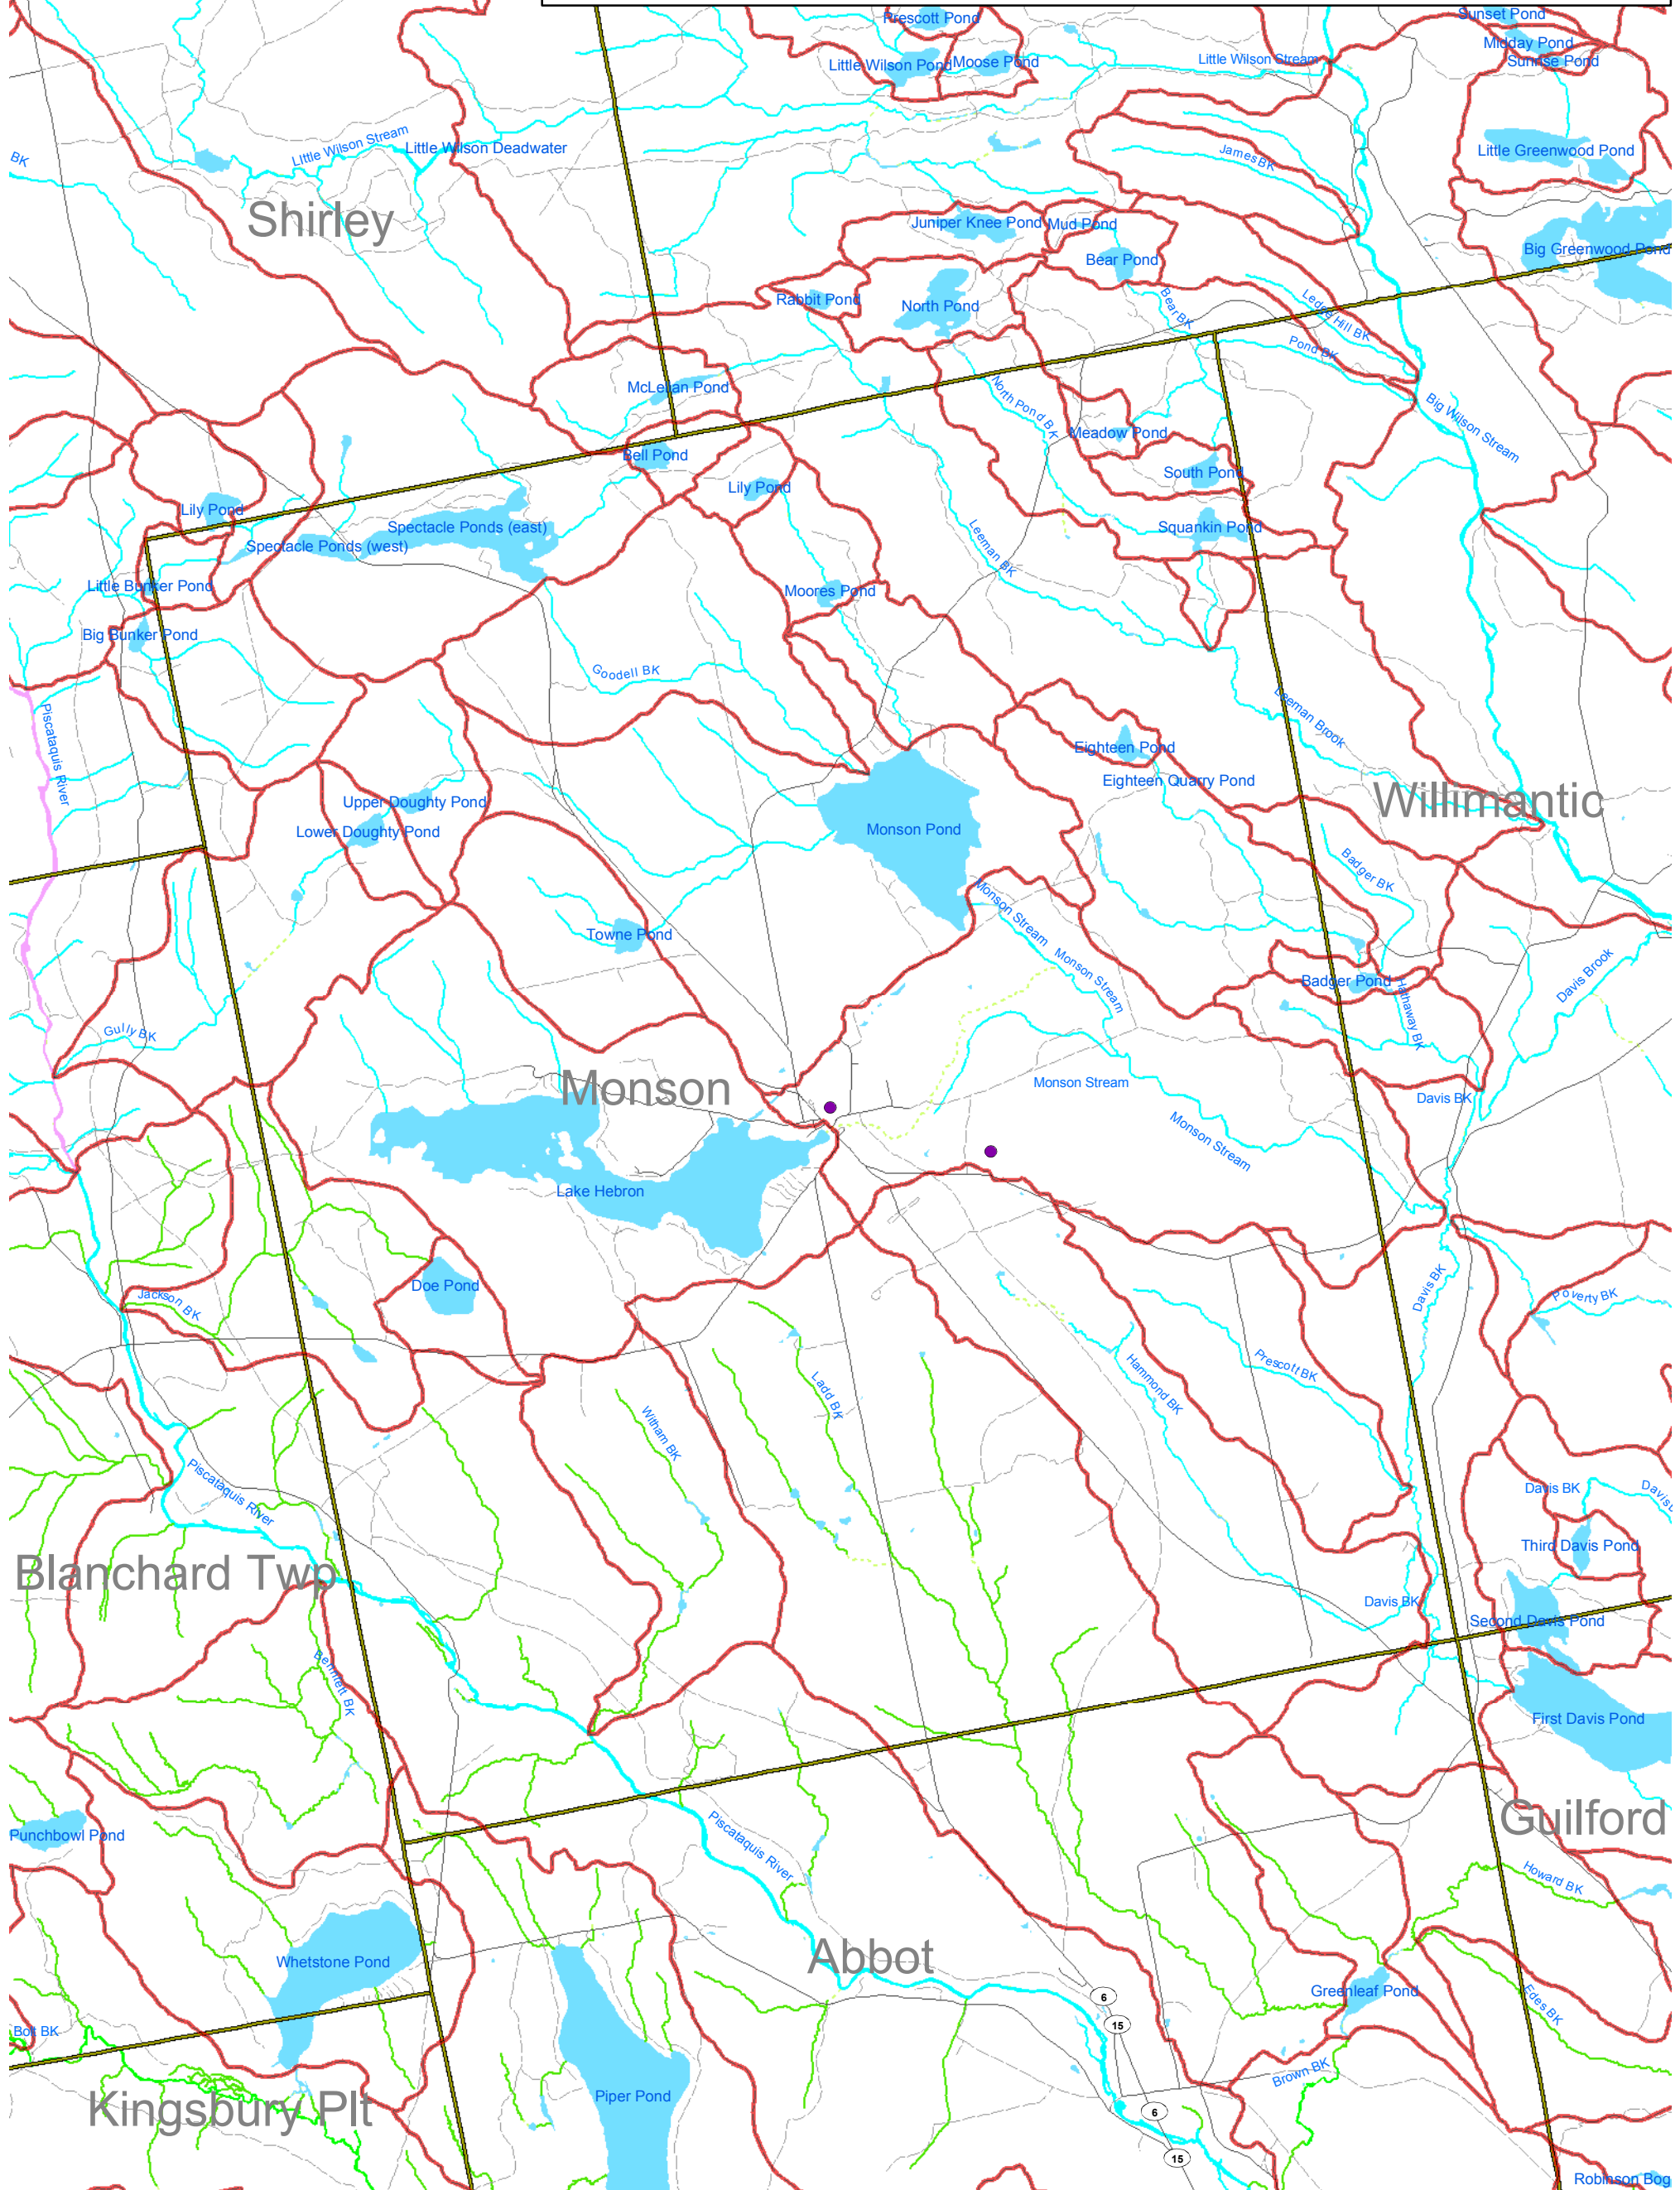 Prescott Pond
Sunset Pond
Midday Pond
Little Wilson Pond
Moose Pond
Little Wilson Stream
Sunrise Pond
Little Wilson Stream
Little Wilson Deadwater
BK
James BK
Little Greenwood Pond
Shirley
Juniper Knee Pond
Mud Pond
Big Greenwood Pond
Bear Pond
Rabbit Pond
North Pond
Bear BK
Ledge Hill BK
Pond BK
McLellan Pond
North Pond BK
Big Wilson Stream
Meadow Pond
Bell Pond
South Pond
Lily Pond
Lily Pond
Spectacle Ponds (east)
Squankin Pond
Spectacle Ponds (west)
Leeman BK
Little Bunker Pond
Moores Pond
Big Bunker Pond
Goodell BK
Leeman Brook
Piscataquis River
Eighteen Pond
Eighteen Quarry Pond
Willimantic
Upper Doughty Pond
Lower Doughty Pond
Monson Pond
Badger BK
Monson Stream
Towne Pond
Monson Stream
Davis Brook
Badger Pond
Hathaway BK
Gully BK
Monson
Monson Stream
Davis BK
Monson Stream
Lake Hebron
Doe Pond
Davis BK
Jackson BK
Poverty BK
Prescott BK
Hammond BK
Ladd BK
Witham BK
Piscataquis River
Davis BK
Third Davis Pond
Blanchard Twp
Davis BK
Second Davis Pond
Bennett BK
First Davis Pond
Guilford
Punchbowl Pond
Piscataquis River
Howard BK
Whetstone Pond
Abbot
Greenleaf Pond
6
15
Edes BK
Bott BK
Brown BK
Kingsbury Plt
Piper Pond
6
15
Robinson Bog